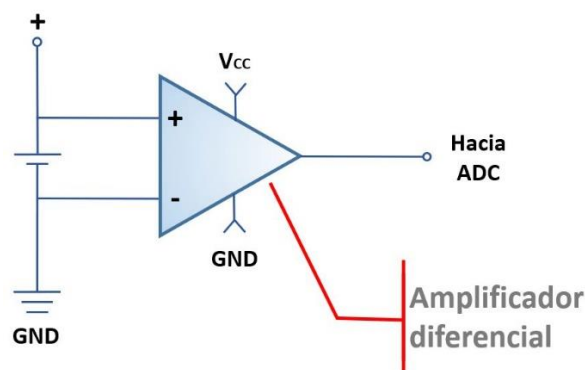 +
Vcc
+
-
Hacia
ADC
GND
GND
Amplificador
diferencial